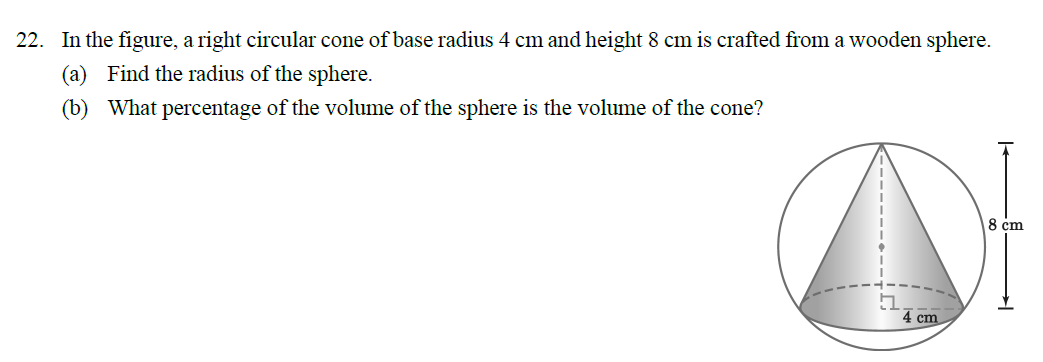 22. In the figure, a right circular cone of base radius 4 cm and height 8 cm is crafted from a wooden sphere.
(a) Find the radius of the sphere.
(b) What percentage of the volume of the sphere is the volume of the cone?
8 cm
4 cm